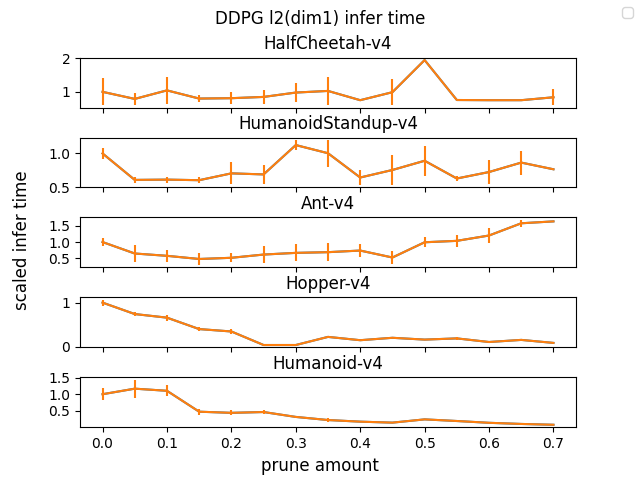 DDPG l2(dim1) infer time
HalfCheetah-v4
2
1
HumanoidStandup-v4
1.0
0.5
Ant-v4
1.5
1.0
0.5
Hopper-v4
1
0
Humanoid-v4
1.5
1.0
0.5
0.0 0.1 0.2 0.3 0.4 0.5 0.6 0.7
prune amount
scaled infer time